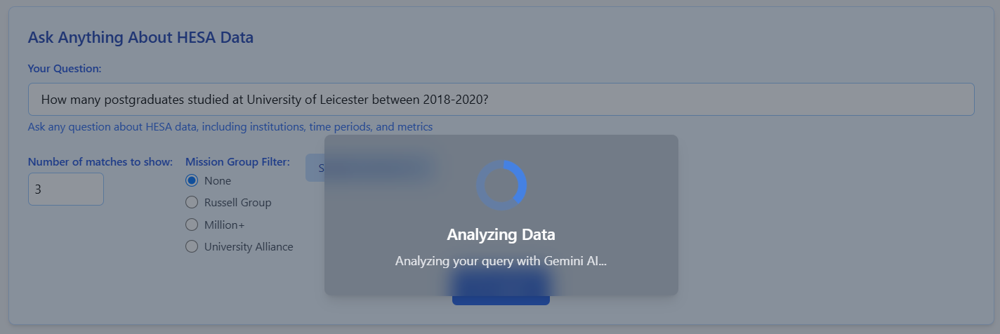 Ask Anything About HESA Data
Your Question:
How many postgraduates studied at University of Leicester between 2018-2020?
Ask any question about HESA data, including institutions, time periods, and metrics
Number of matches to show:
3
Mission Group Filter:
None
Russell Group
Million+
University Alliance
Analyzing Data
Analyzing your query with Gemini AI...